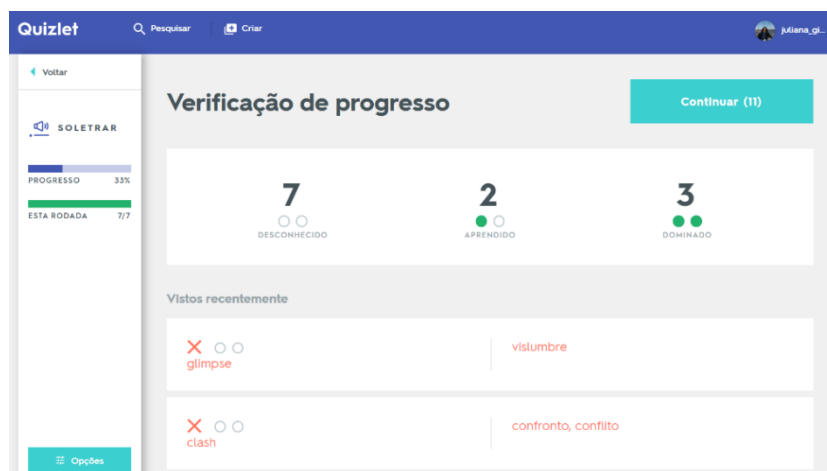 Quizlet
Pesquisar
Criar
juliana_gi...
Voltar
SOLETRAR
PROGRESSO 33%
ESTA RODADA 7/7
Opções
Verificação de progresso
Continuar (11)
7
DESCONHECIDO
2
APRENDIDO
3
DOMINADO
Vistos recentemente
glimpse
vislumbre
clash
confronto, conflito